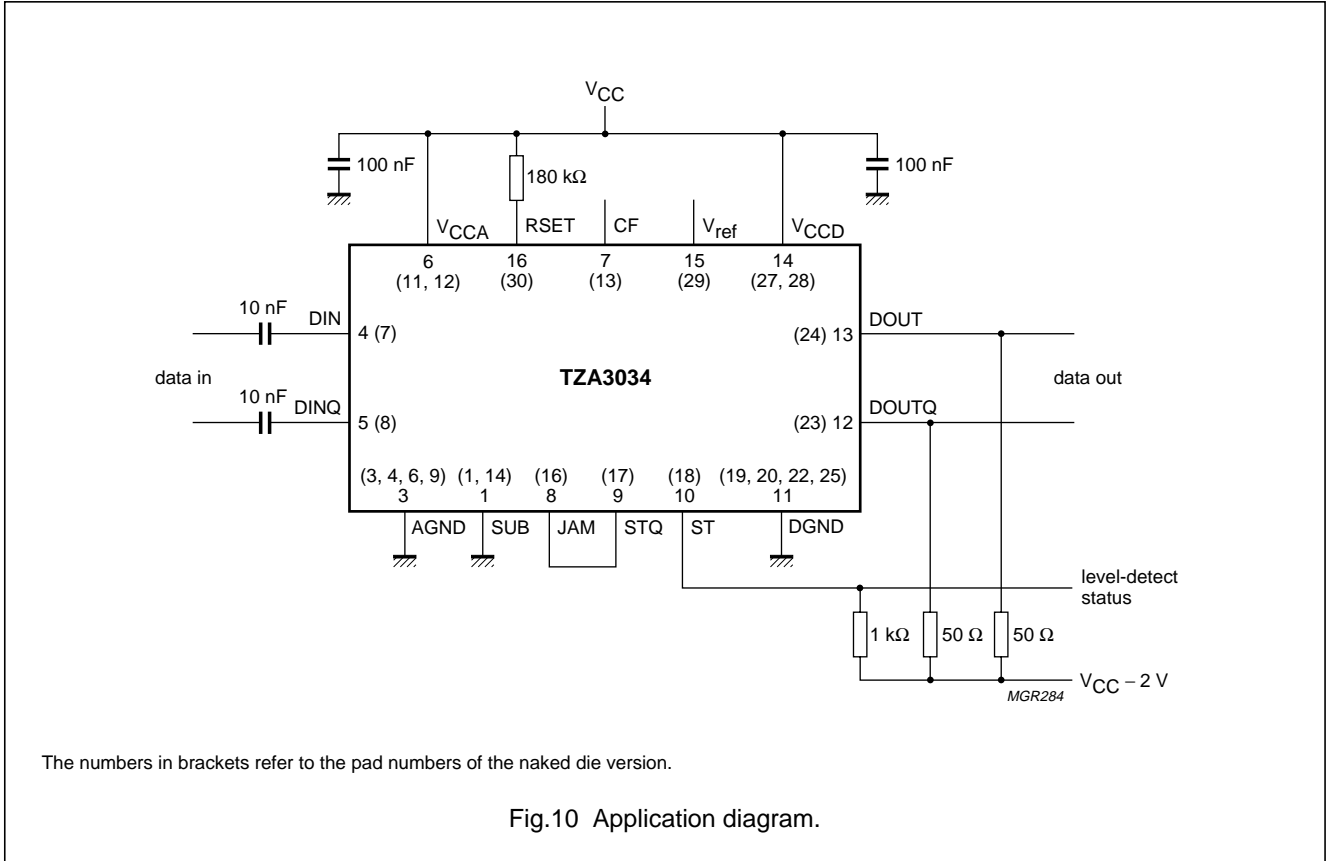 VCC
100 nF
180 kΩ
100 nF
VCCA
RSET
CF
Vref
VCCD
6
16
7
15
14
(11, 12)
(30)
(13)
(29)
(27, 28)
10 nF
DIN
4 (7)
(24) 13
DOUT
data in
TZA3034
data out
10 nF
DINQ
5 (8)
(23) 12
DOUTQ
(3, 4, 6, 9)
(1, 14)
(16)
(17)
(18)
(19, 20, 22, 25)
3
1
8
9
10
11
AGND
SUB
JAM
STQ
ST
DGND
level-detect
status
1 kΩ
50 Ω
50 Ω
VCC − 2 V
MGR284
The numbers in brackets refer to the pad numbers of the naked die version.
Fig.10 Application diagram.